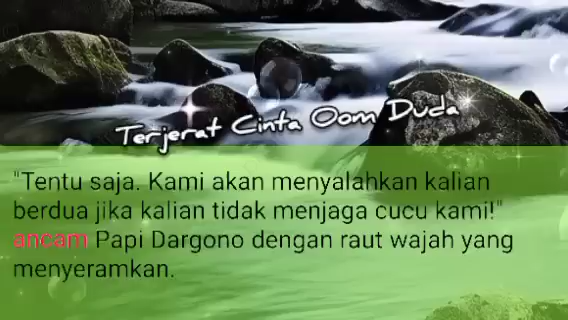 Terjerat Cinta Oom Duda
"Tentu saja. Kami akan menyalahkan kalian
berdua jika kalian tidak menjaga cucu kami!"
ancam Papi Dargono dengan raut wajah yang
menyeramkan.